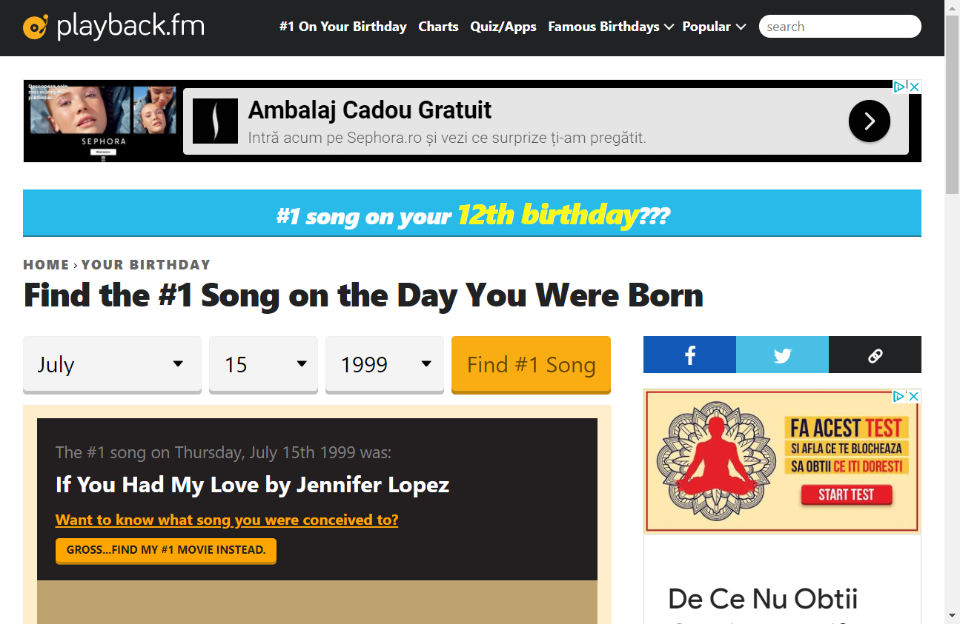 playback.fm
#1 On Your Birthday Charts Quiz/Apps Famous Birthdays Popular search
SEPHORA
Ambalaj Cadou Gratuit
Intră acum pe Sephora.ro și vezi ce surprize ți-am pregătit.
#1 song on your 12th birthday???
HOME › YOUR BIRTHDAY
Find the #1 Song on the Day You Were Born
July 15 1999 Find #1 Song
The #1 song on Thursday, July 15th 1999 was:
If You Had My Love by Jennifer Lopez
Want to know what song you were conceived to?
GROSS...FIND MY #1 MOVIE INSTEAD.
FA ACEST TEST
SI AFLA CE TE BLOCHEAZA
SA OBTII CE ITI DORESTI
START TEST
De Ce Nu Obtii